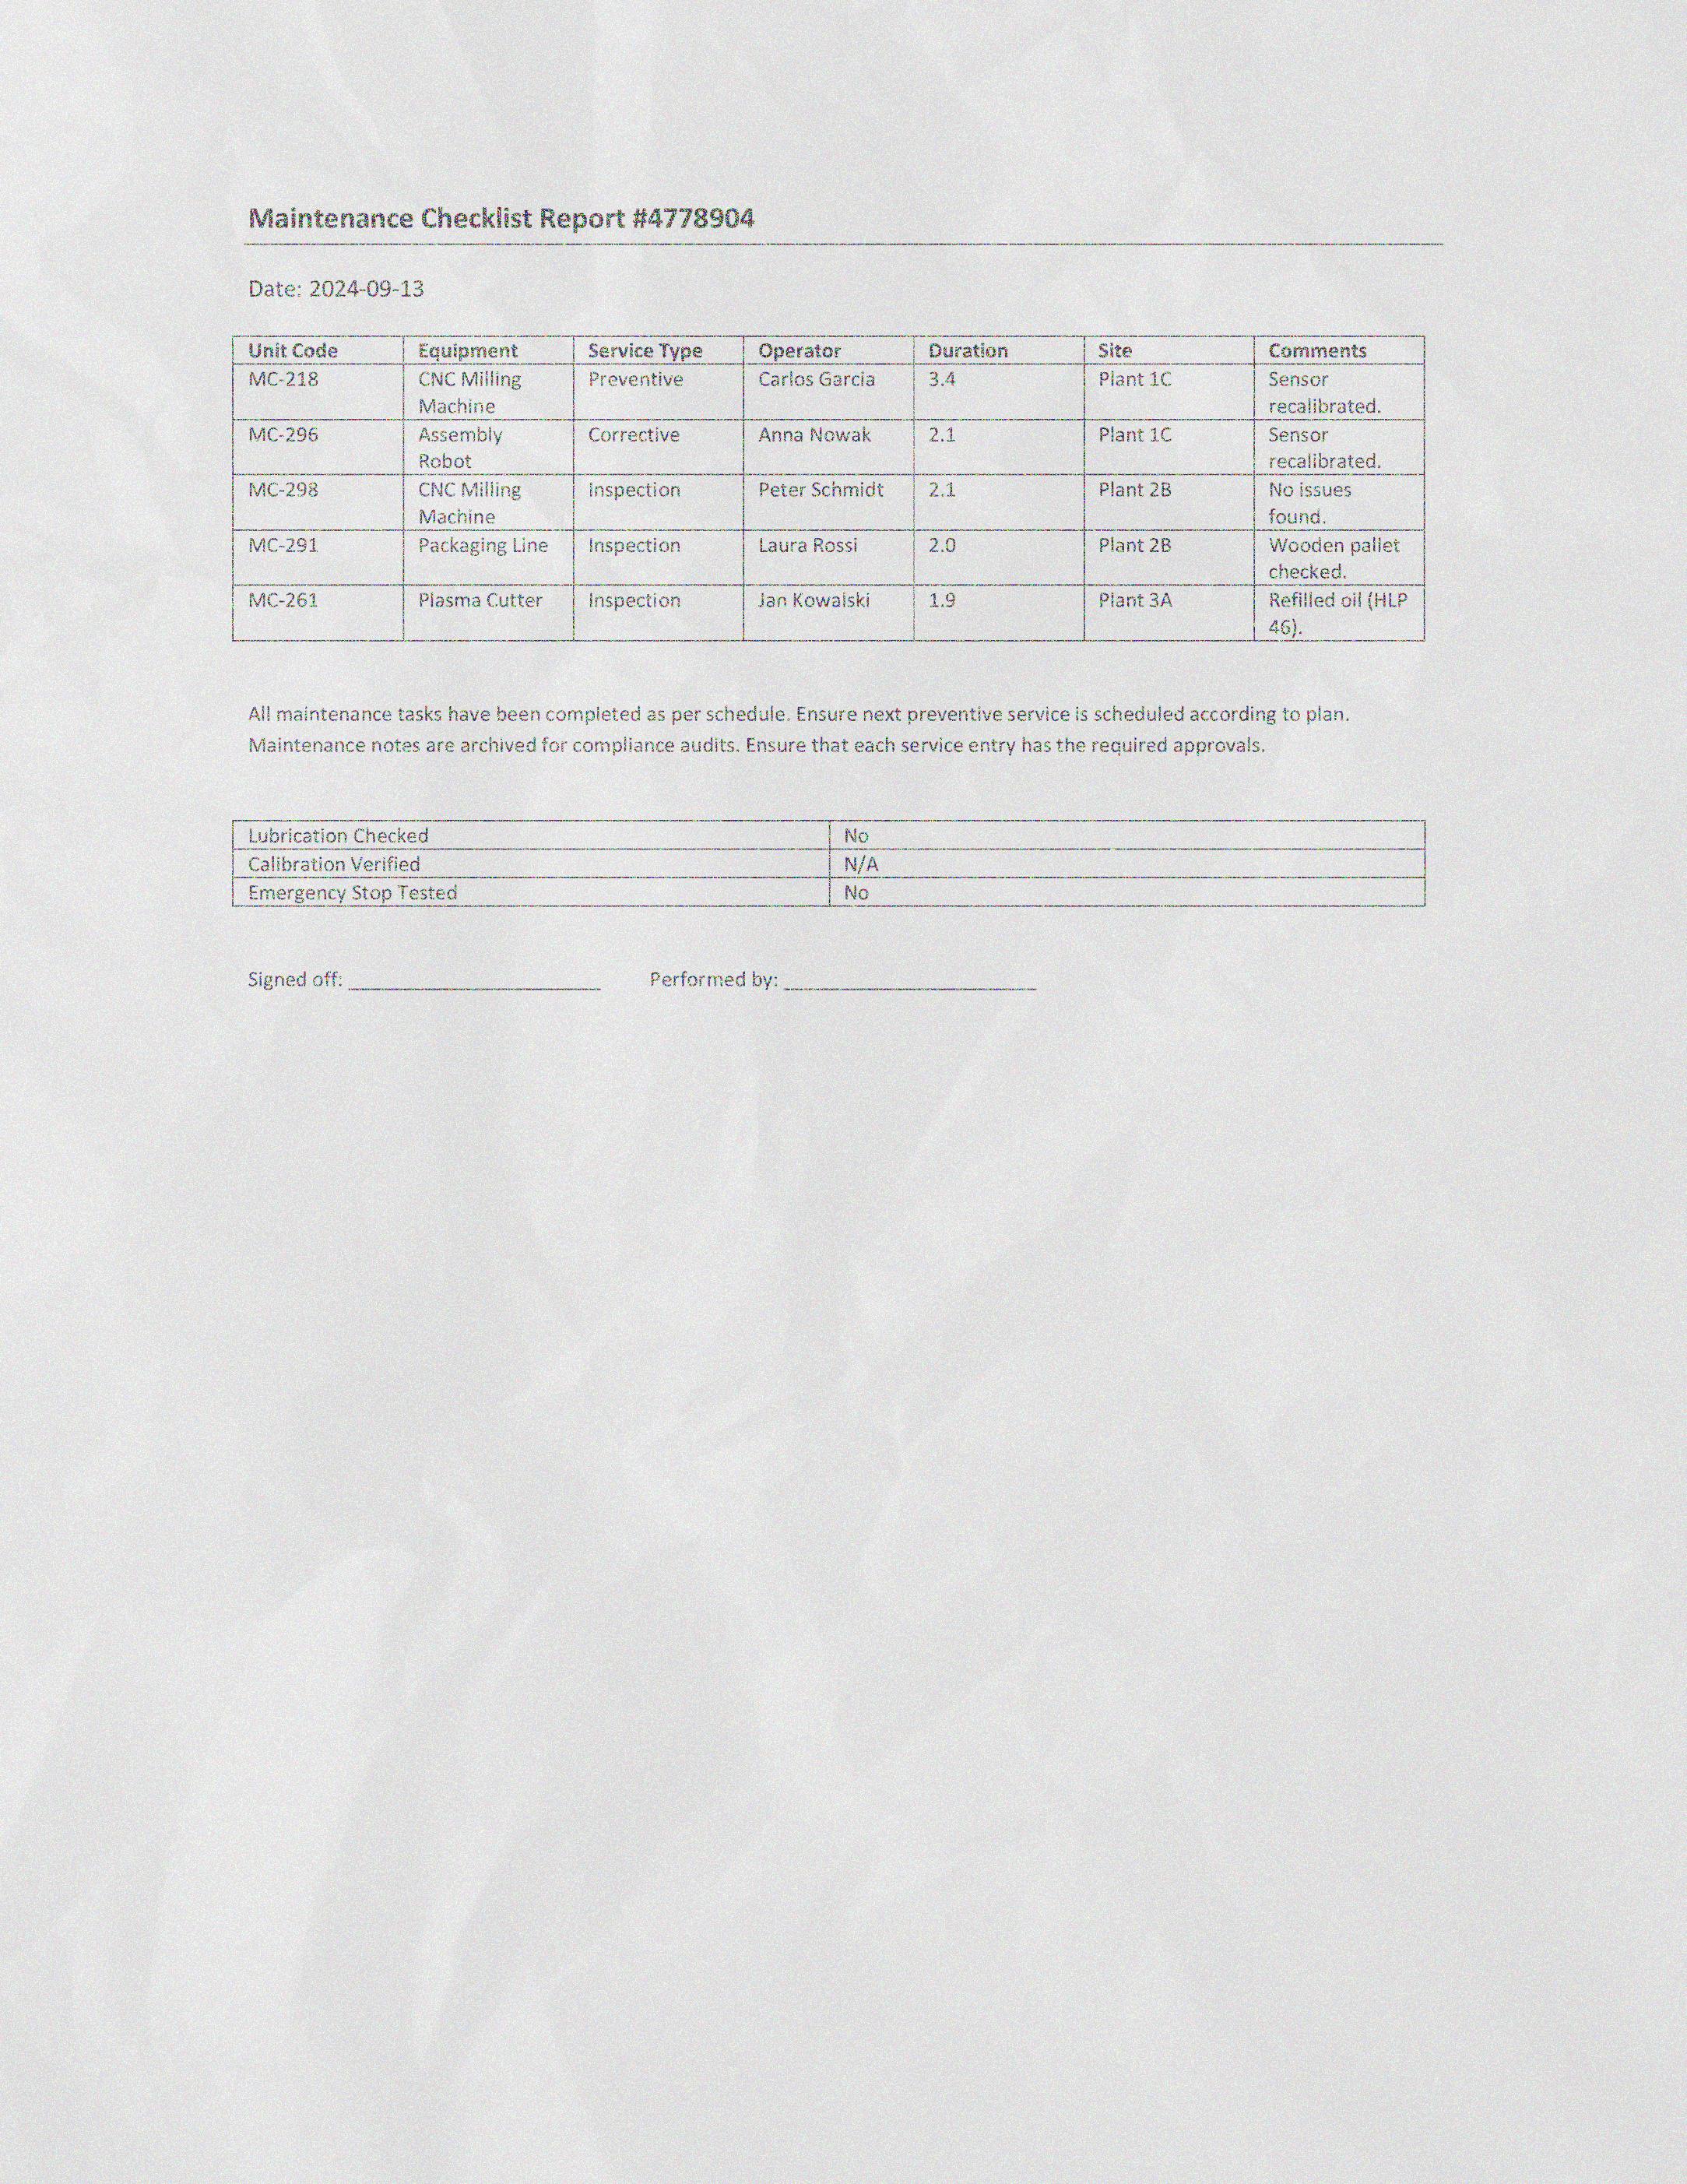 Maintenance Checklist Report #4778904
Date: 2024-09-13
Unit Code Equipment Service Type Operator Duration Site Comments
MC-218 CNC Milling Machine Preventive Carlos Garcia 3.4 Plant 1C Sensor recalibrated.
MC-296 Assembly Robot Corrective Anna Nowak 2.1 Plant 1C Sensor recalibrated.
MC-298 CNC Milling Machine Inspection Peter Schmidt 2.1 Plant 2B No issues found.
MC-291 Packaging Line Inspection Laura Rossi 2.0 Plant 2B Wooden pallet checked.
MC-261 Plasma Cutter Inspection Jan Kowalski 1.9 Plant 3A Refilled oil (HLP 46).
All maintenance tasks have been completed as per schedule. Ensure next preventive service is scheduled according to plan.
Maintenance notes are archived for compliance audits. Ensure that each service entry has the required approvals.
Lubrication Checked No
Calibration Verified N/A
Emergency Stop Tested No
Signed off: Performed by: